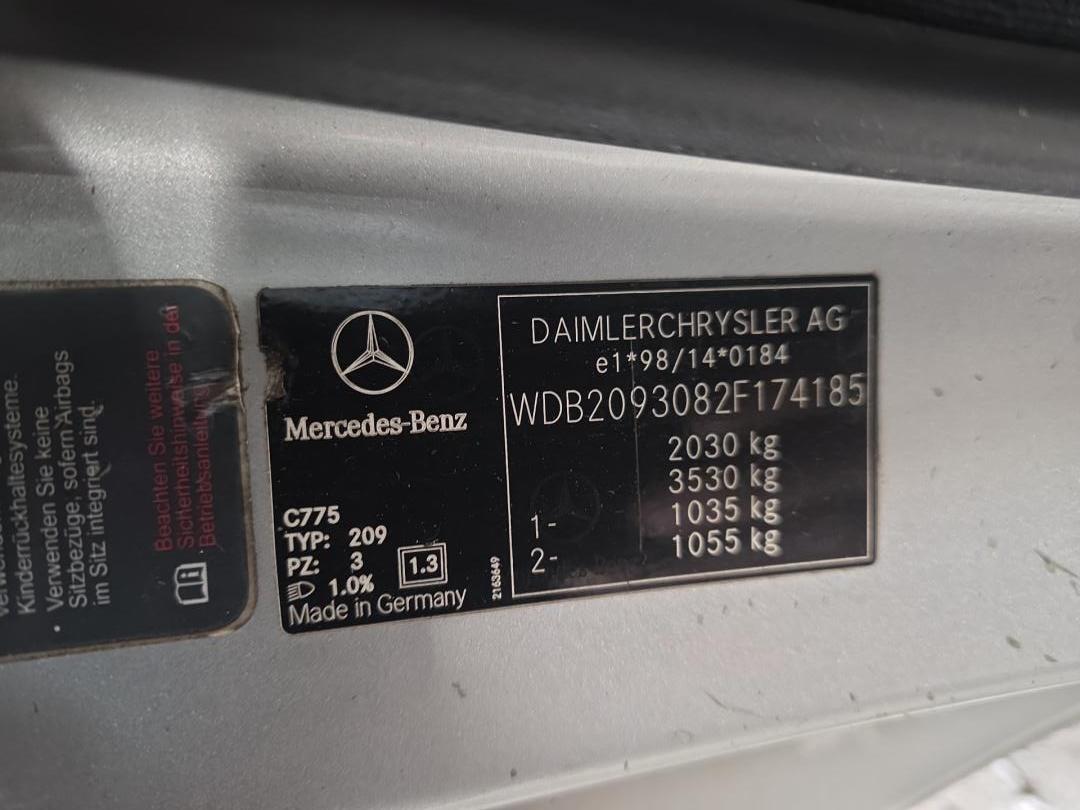 Kinderrückhaltesysteme.
• Verwenden Sie keine
Sitzbezüge, sofern Airbags
im Sitz integriert sind.
Beachten Sie weitere
Sicherheitshinweise in der
Betriebsanleitung
Mercedes-Benz
C775
TYP: 209
PZ: 3
1.0%
1.3
Made in Germany
2163649
DAIMLERCHRYSLER AG
e1*98/14*0184
WDB2093082F174185
2030 kg
3530 kg
1- 1035 kg
2- 1055 kg